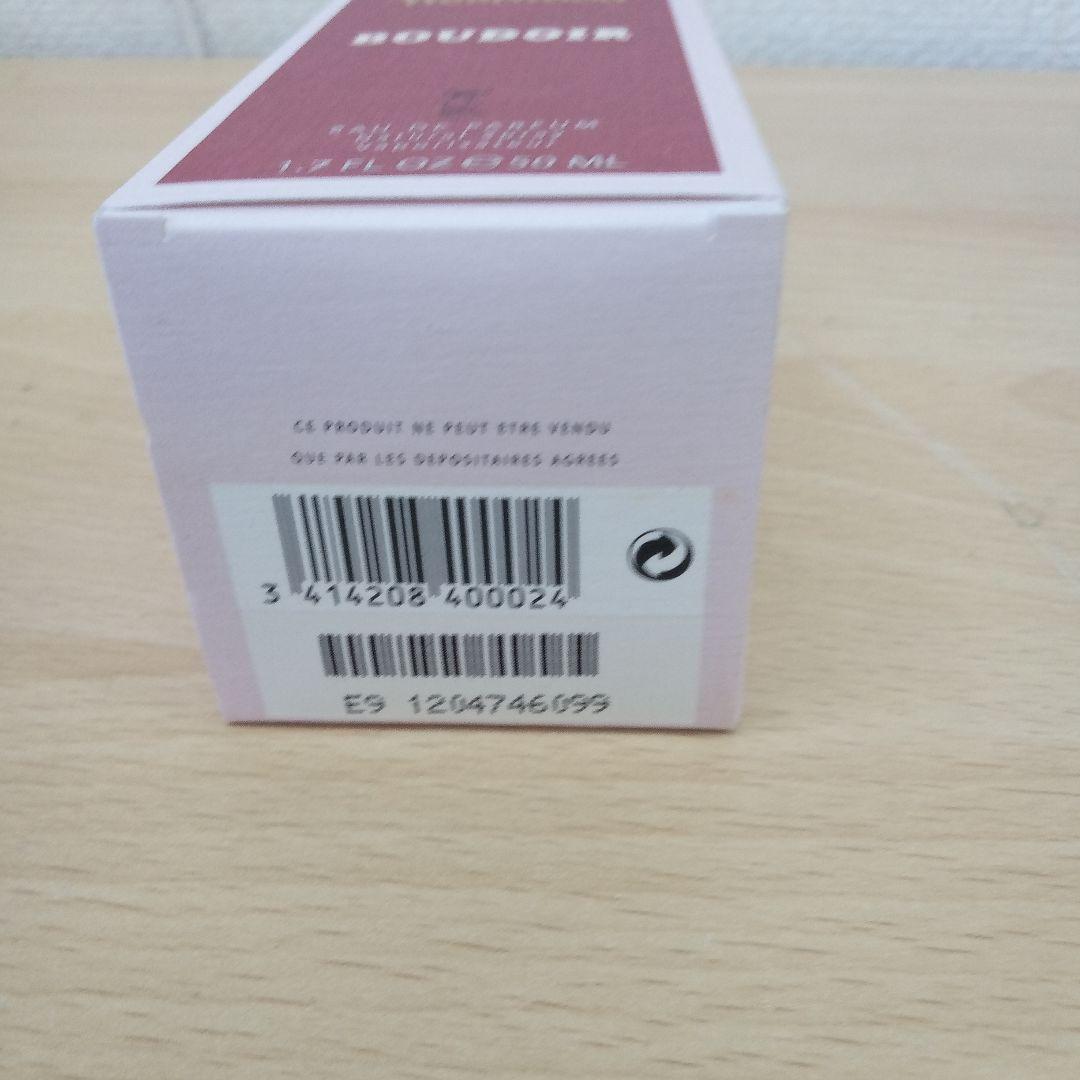 BOUDOIR
EAU DE PARFUM
1.7 FL OZ ℮ 50 ML
CE PRODUIT NE PEUT ETRE VENDU
QUE PAR LES DEPOSITAIRES AGREES
3 414208 400024
E9 1204746099